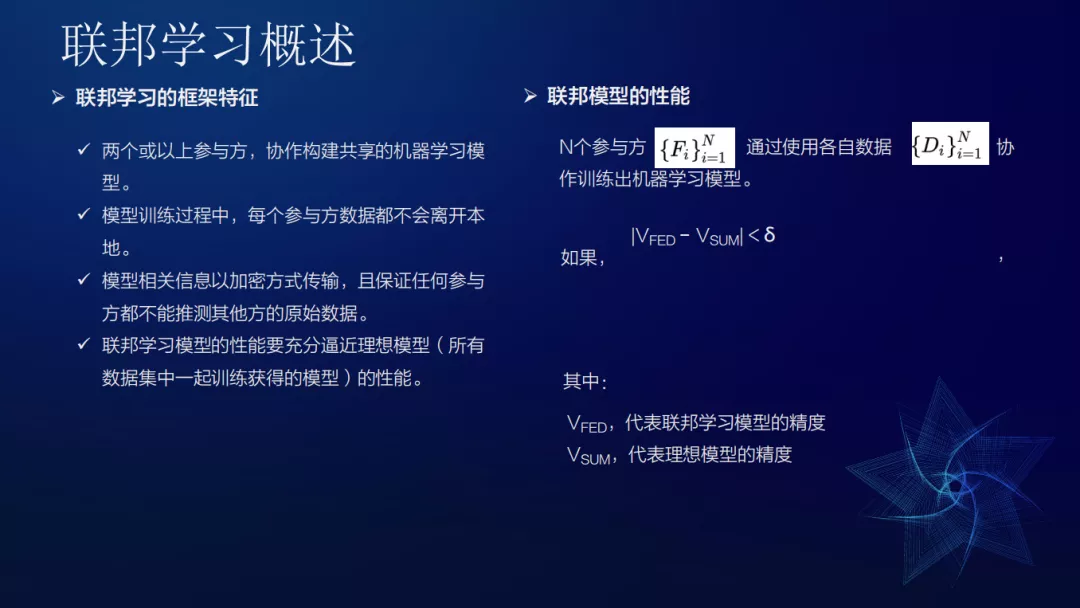 联邦学习概述
➢ 联邦学习的框架特征
✓ 两个或以上参与方，协作构建共享的机器学习模
型。
✓ 模型训练过程中，每个参与方数据都不会离开本
地。
✓ 模型相关信息以加密方式传输，且保证任何参与
方都不能推测其他方的原始数据。
✓ 联邦学习模型的性能要充分逼近理想模型（所有
数据集中一起训练获得的模型）的性能。
➢ 联邦模型的性能
N个参与方 {F_i}_{i=1}^N 通过使用各自数据 {D_i}_{i=1}^N 协
作训练出机器学习模型。
|V_FED - V_SUM| < δ
如果， ，
其中：
V_FED，代表联邦学习模型的精度
V_SUM，代表理想模型的精度